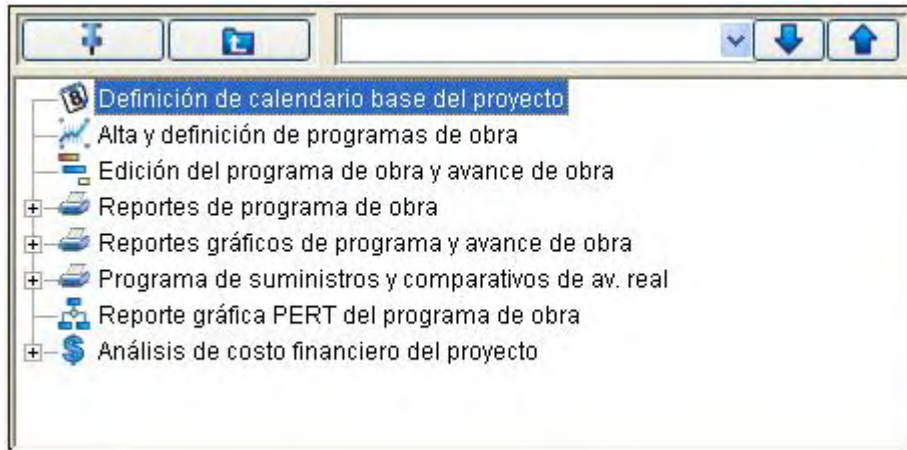 Definición de calendario base del proyecto
Alta y definición de programas de obra
Edición del programa de obra y avance de obra
Reportes de programa de obra
Reportes gráficos de programa y avance de obra
Programa de suministros y comparativos de av. real
Reporte gráfica PERT del programa de obra
Análisis de costo financiero del proyecto